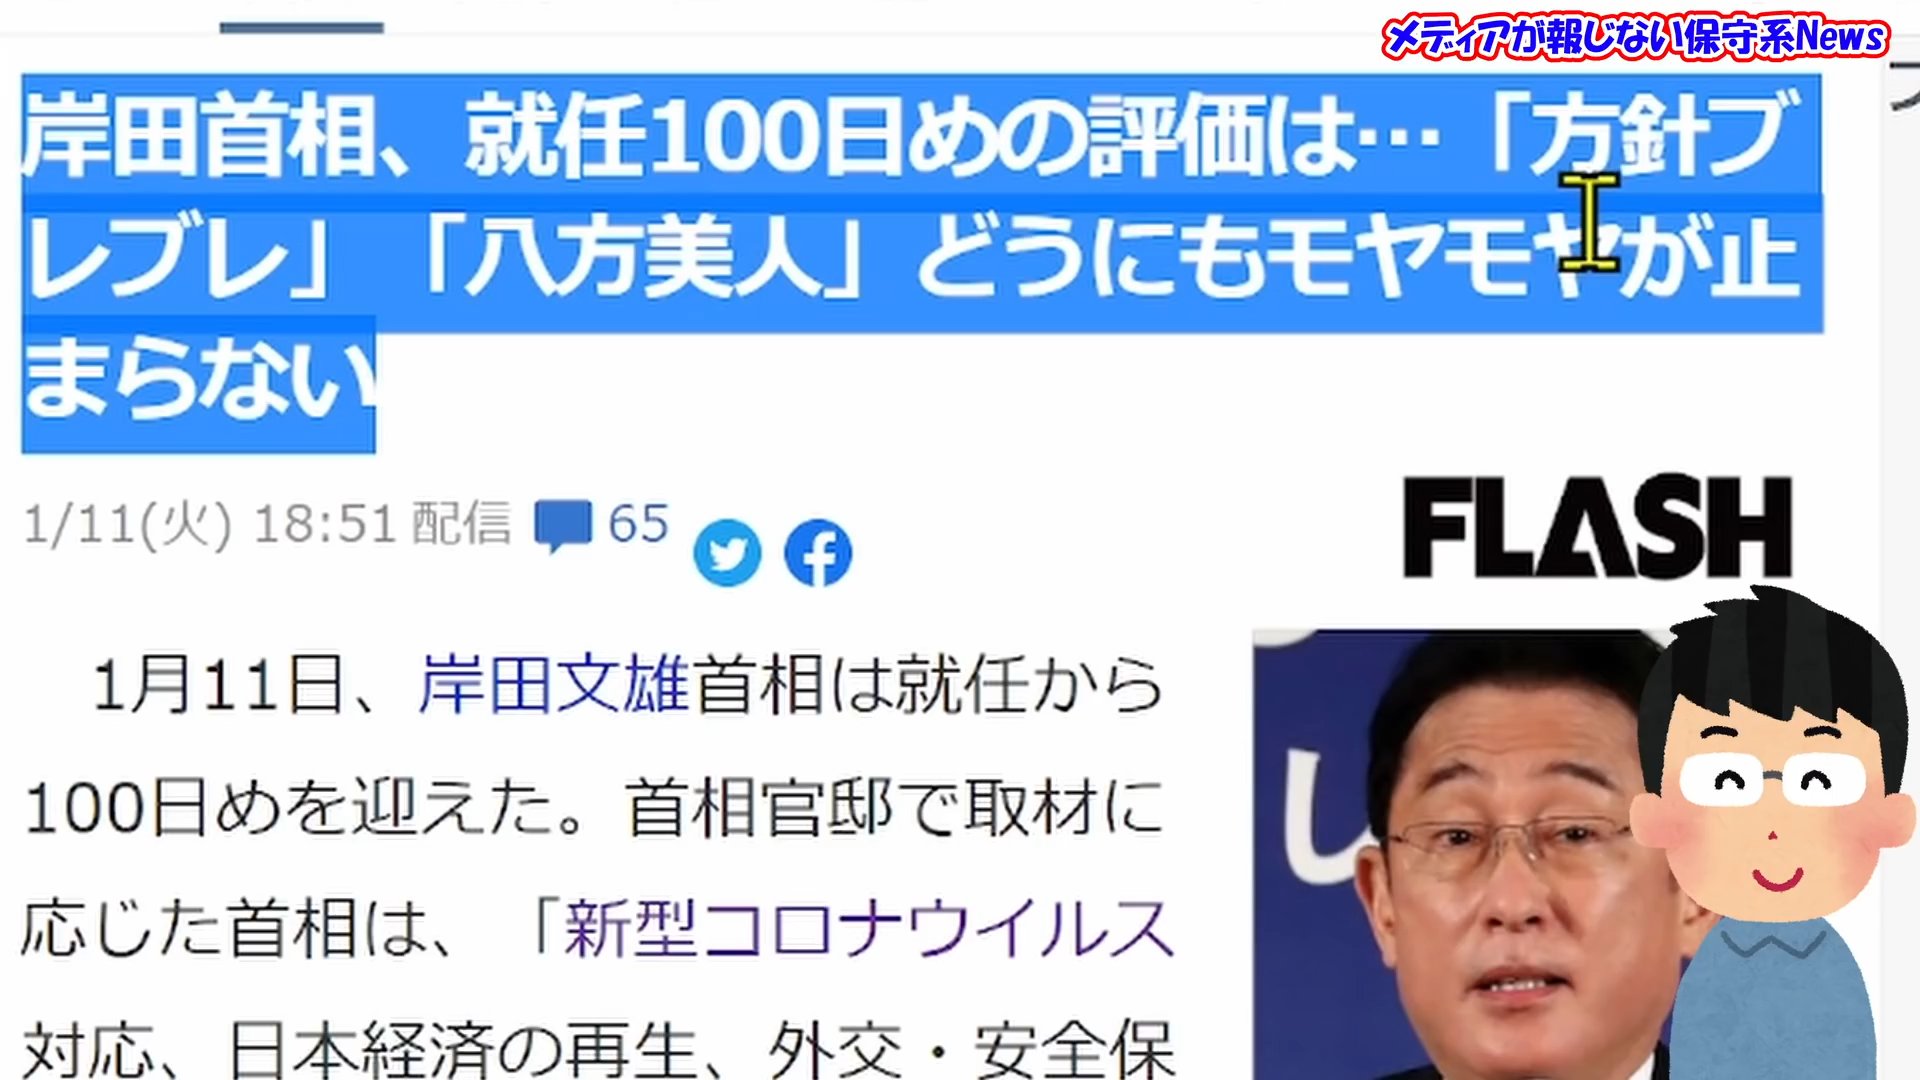 メディアが報じない保守系News
岸田首相、就任100日めの評価は…「方針ブ
レブレ」「八方美人」どうにもモヤモヤが止
まらない
1/11(火) 18:51 配信 65
FLASH
1月11日、岸田文雄首相は就任から
100日めを迎えた。首相官邸で取材に
応じた首相は、「新型コロナウイルス
対応、日本経済の再生、外交・安全保
し